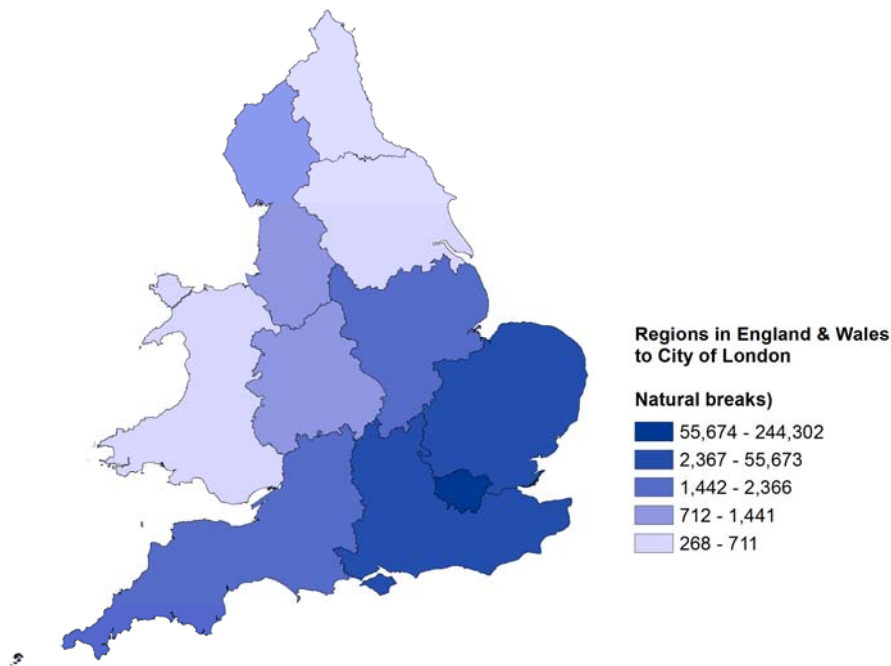 Regions in England & Wales
to City of London
Natural breaks)
55,674 - 244,302
2,367 - 55,673
1,442 - 2,366
712 - 1,441
268 - 711